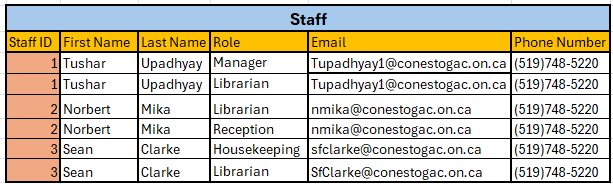 Staff
Staff ID First Name Last Name Role Email Phone Number
1 Tushar Upadhyay Manager Tupadhyay1@conestogac.on.ca (519)748-5220
1 Tushar Upadhyay Librarian Tupadhyay1@conestogac.on.ca (519)748-5220
2 Norbert Mika Librarian nmika@conestogac.on.ca (519)748-5220
2 Norbert Mika Reception nmika@conestogac.on.ca (519)748-5220
3 Sean Clarke Housekeeping sfclarke@conestogac.on.ca (519)748-5220
3 Sean Clarke Librarian SfClarke@conestogac.on.ca (519)748-5220